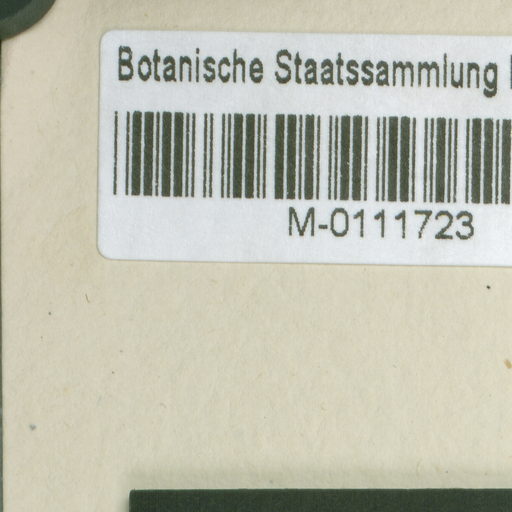 Botanische Staatssammlung
M-0111723